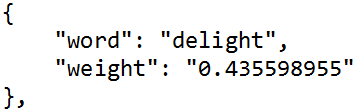 {
    "word": "delight",
    "weight": "0.435598955"
},